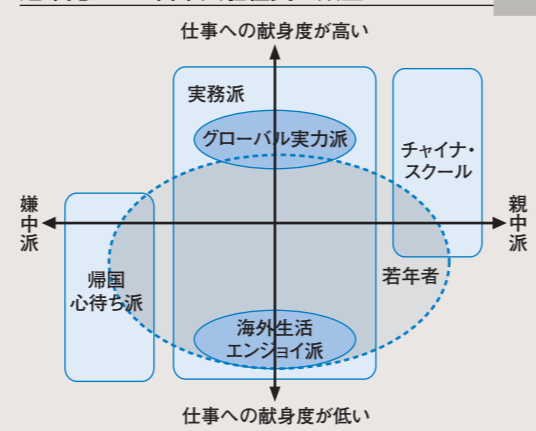 仕事への献身度が高い
実務派
グローバル実力派
チャイナ・
スクール
嫌中派
親中派
帰国
心待ち派
若年者
海外生活
エンジョイ派
仕事への献身度が低い